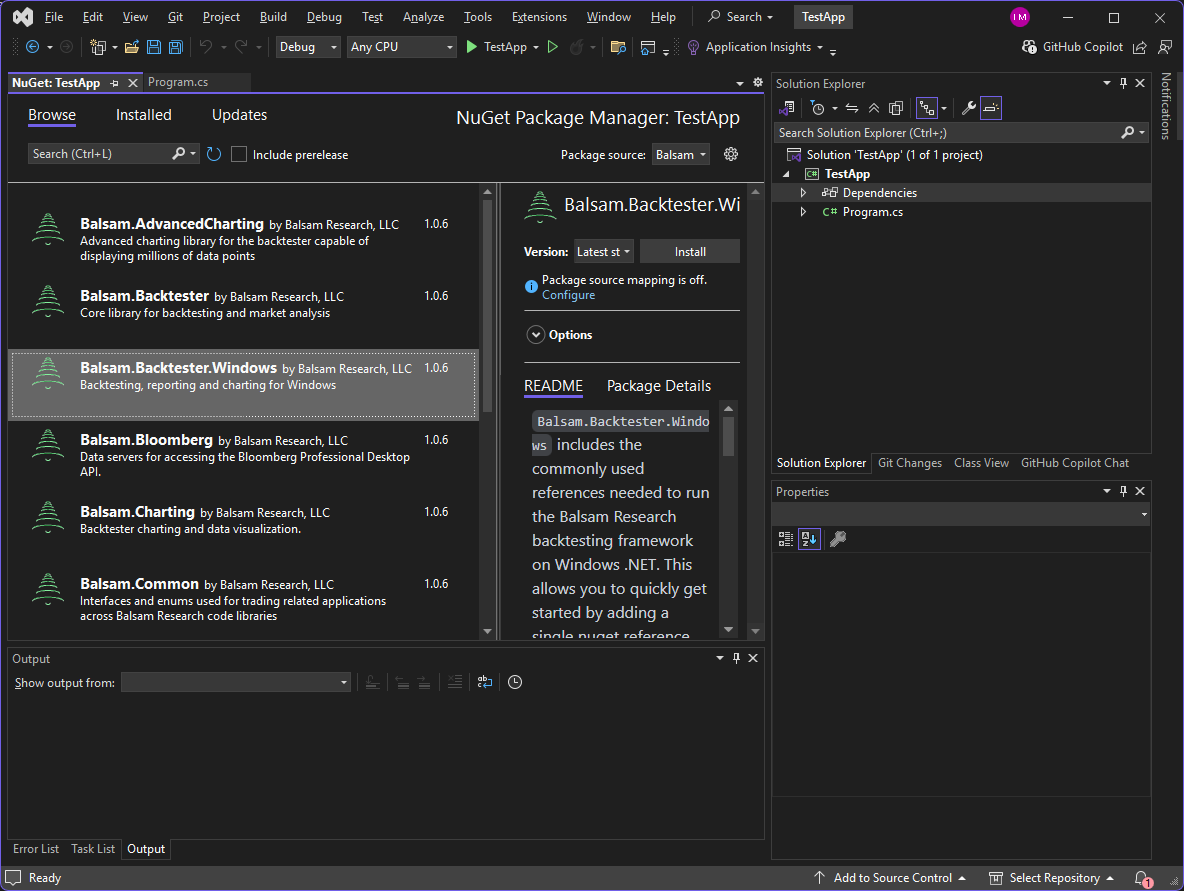 File Edit View Git Project Build Debug Test Analyze Tools Extensions Window Help Search TestApp IM
Debug Any CPU TestApp Application Insights GitHub Copilot
NuGet: TestApp Program.cs
Browse Installed Updates NuGet Package Manager: TestApp
Search (Ctrl+L) Include prerelease Package source: Balsam
Balsam.AdvancedCharting by Balsam Research, LLC 1.0.6
Advanced charting library for the backtester capable of
displaying millions of data points
Balsam.Backtester by Balsam Research, LLC 1.0.6
Core library for backtesting and market analysis
Balsam.Backtester.Windows by Balsam Research, LLC 1.0.6
Backtesting, reporting and charting for Windows
Balsam.Bloomberg by Balsam Research, LLC 1.0.6
Data servers for accessing the Bloomberg Professional Desktop
API.
Balsam.Charting by Balsam Research, LLC 1.0.6
Backtester charting and data visualization.
Balsam.Common by Balsam Research, LLC 1.0.6
Interfaces and enums used for trading related applications
across Balsam Research code libraries
Balsam.Backtester.Wi
Version: Latest st Install
Package source mapping is off.
Configure
Options
README Package Details
Balsam.Backtester.Windo
ws includes the
commonly used
references needed to run
the Balsam Research
backtesting framework
on Windows .NET. This
allows you to quickly get
started by adding a
single nuget reference
Solution Explorer
Search Solution Explorer (Ctrl+;)
Solution 'TestApp' (1 of 1 project)
C# TestApp
Dependencies
C# Program.cs
Solution Explorer Git Changes Class View GitHub Copilot Chat
Properties
Notifications
Output
Show output from:
Error List Task List Output
Ready Add to Source Control Select Repository 1